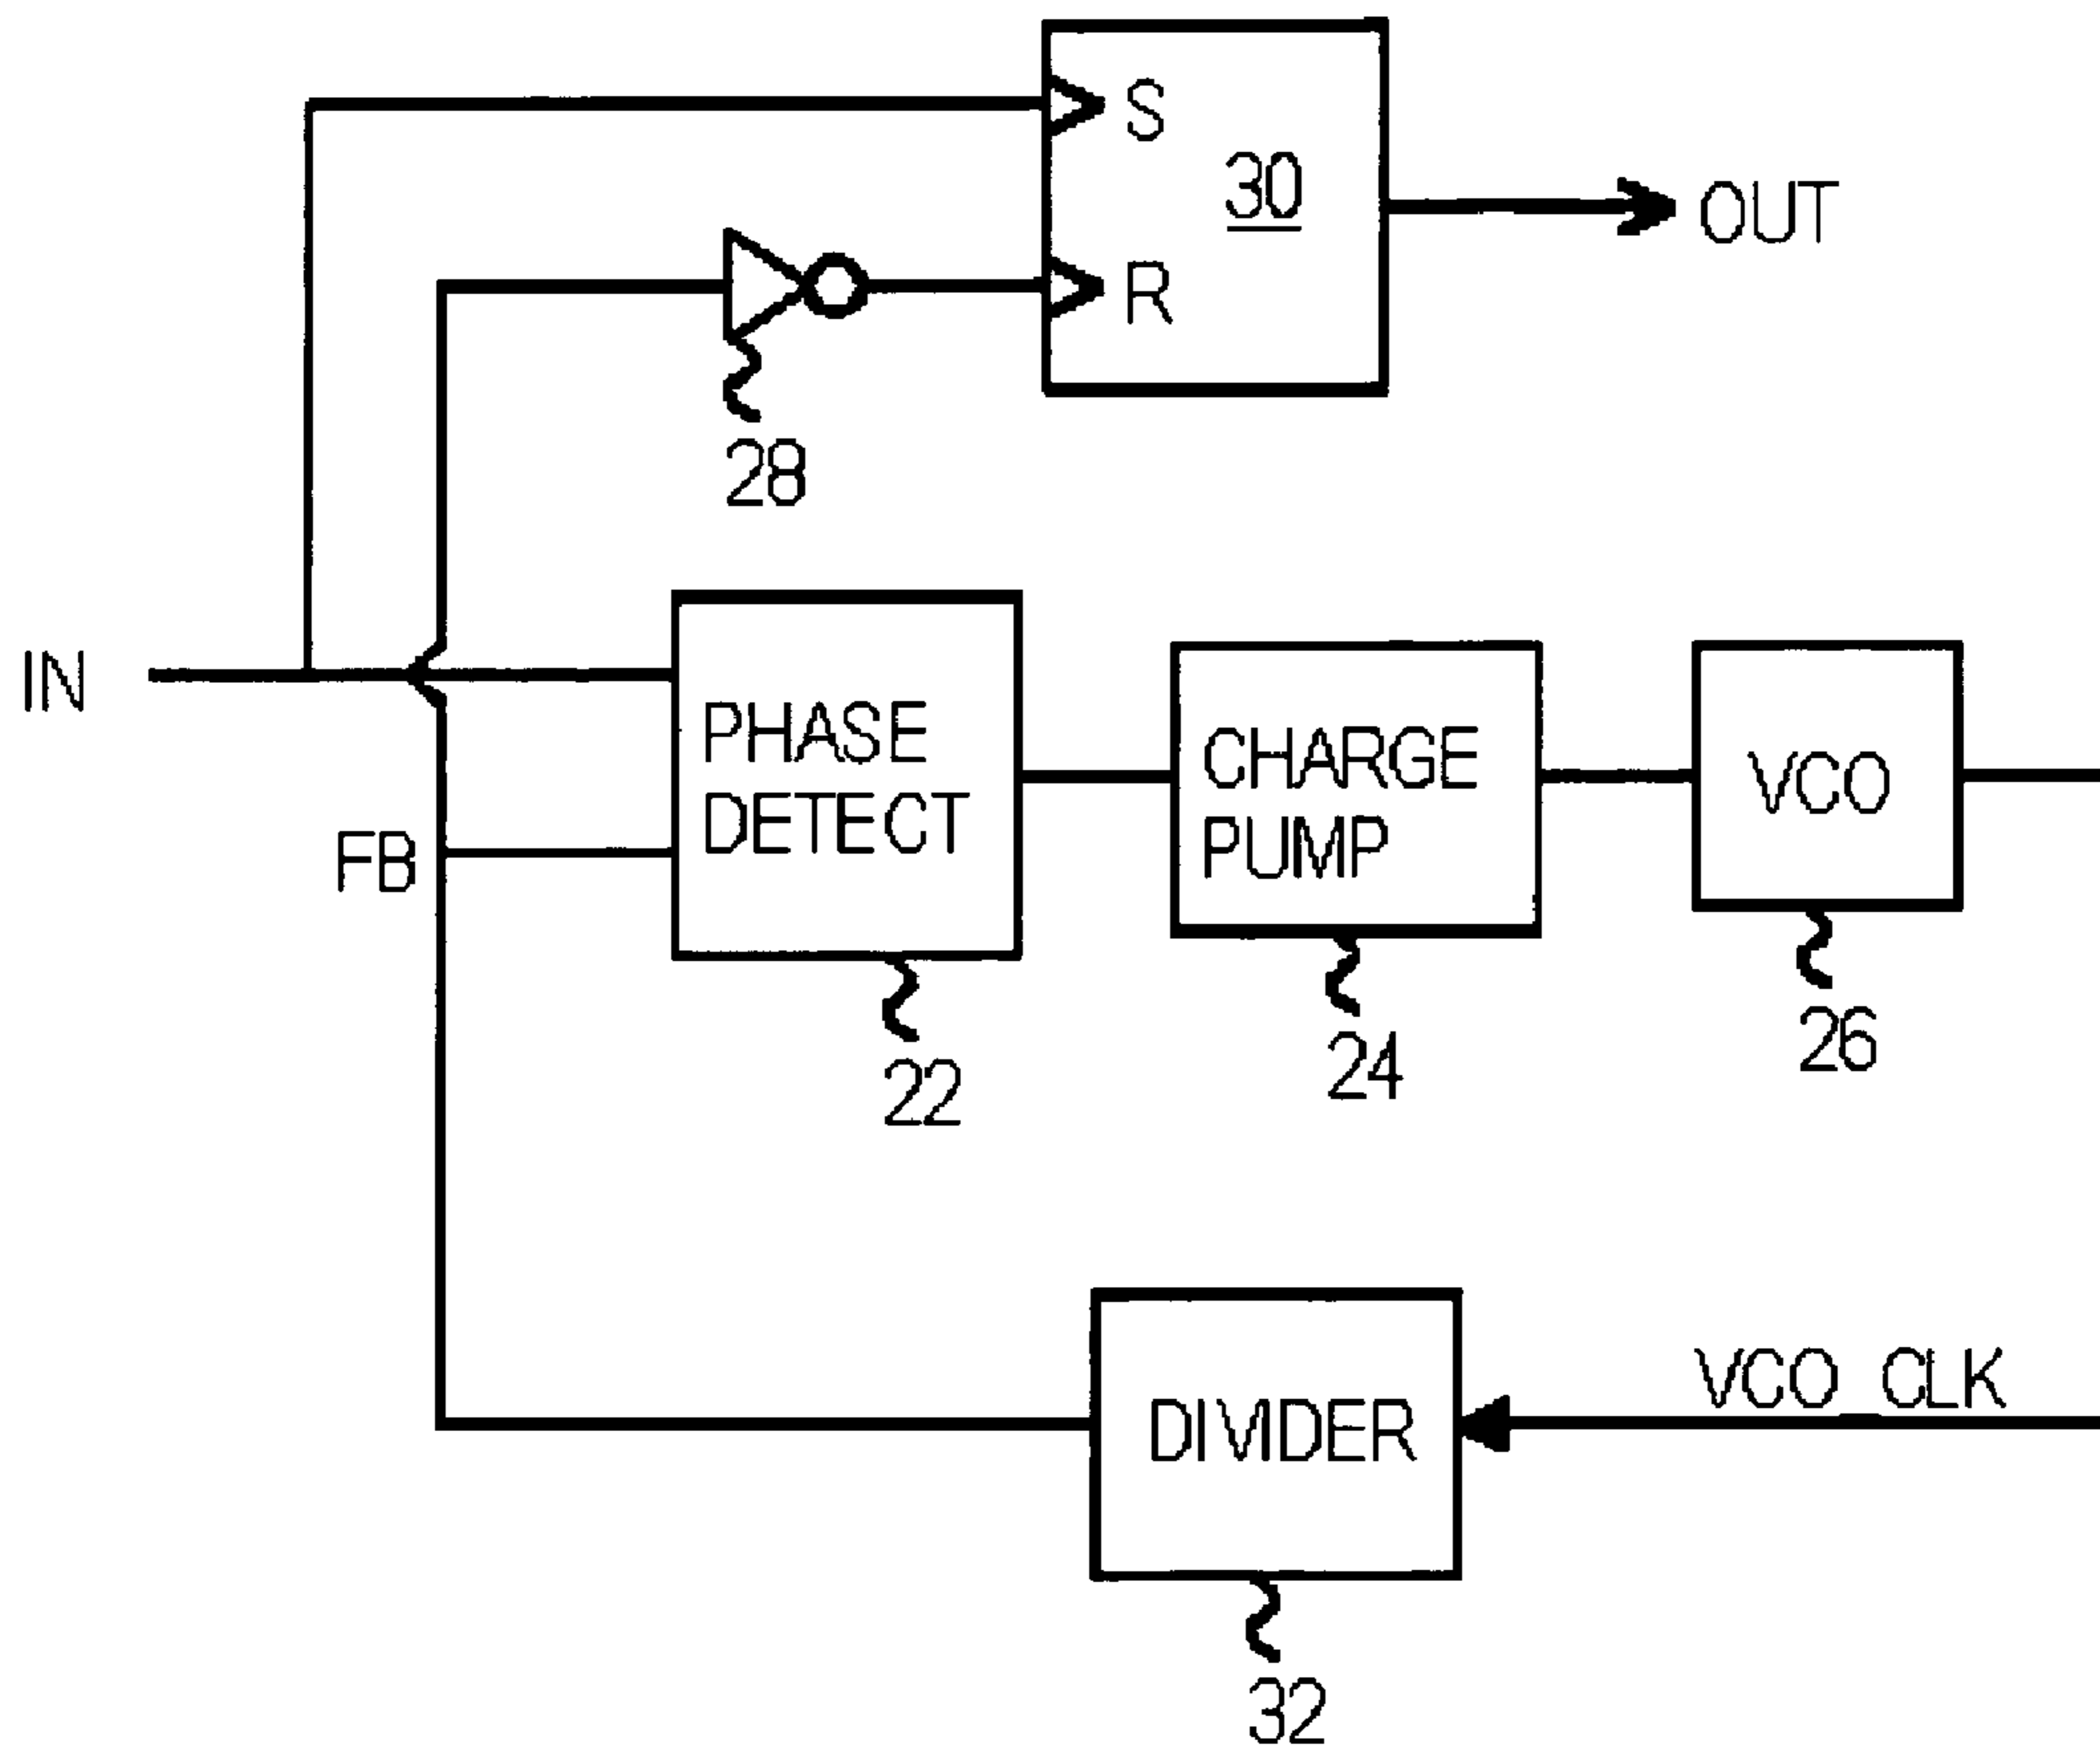 S
30
OUT
R
28
IN
PHASE
DETECT
CHARGE
PUMP
VCO
FB
22
24
26
VCO_CLK
DIVIDER
32